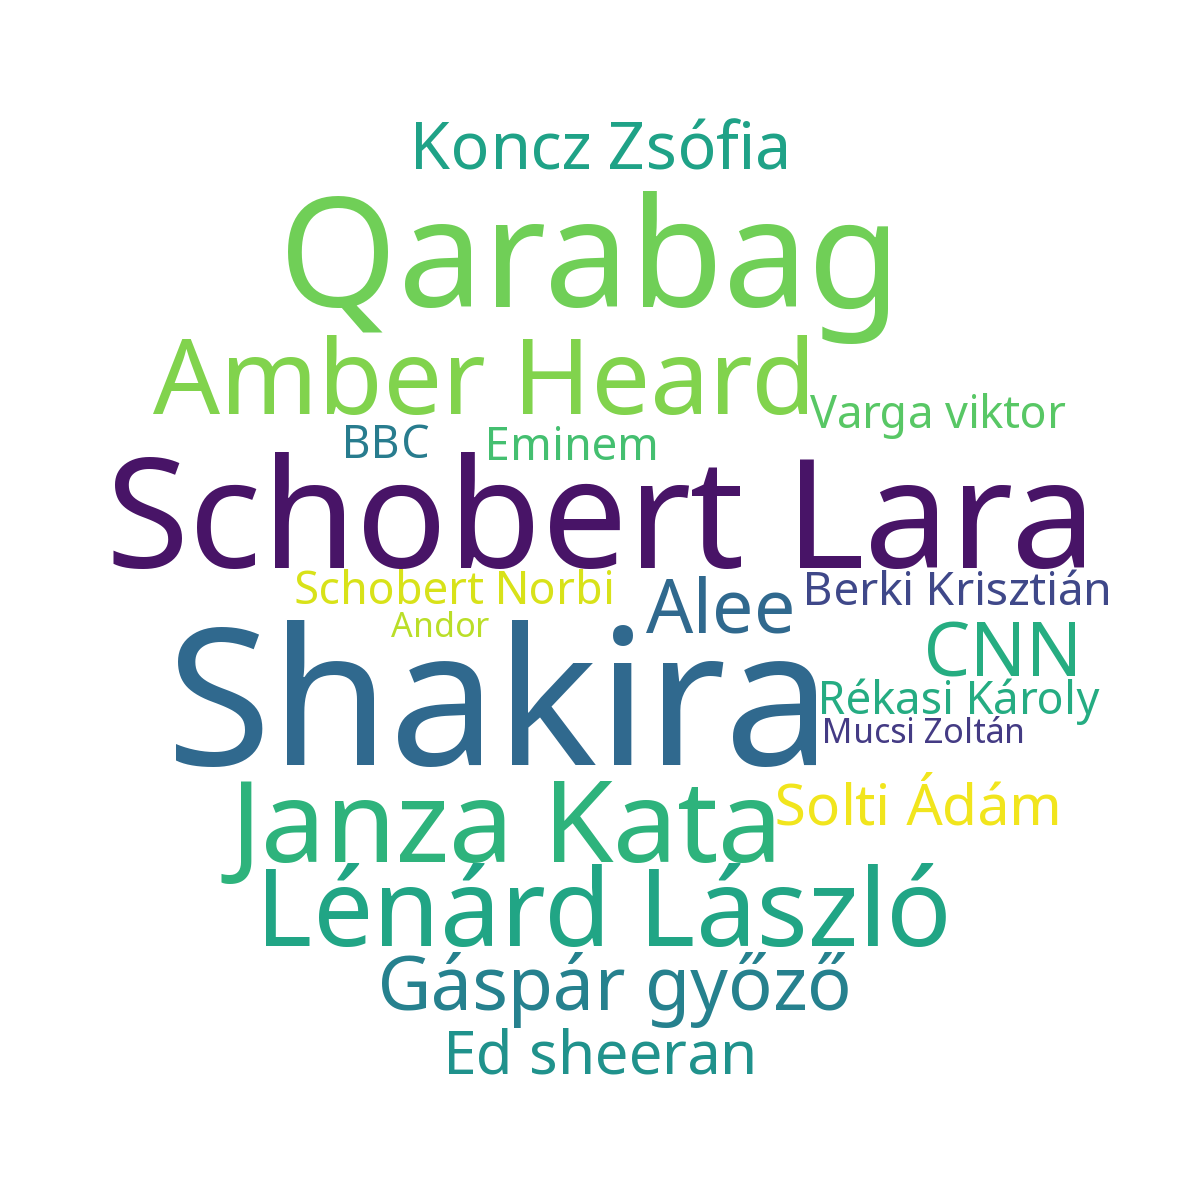 Koncz Zsófia
Qarabag
Amber Heard
Varga viktor
BBC
Eminem
Schobert Lara
Schobert Norbi
Alee
Berki Krisztián
Andor
Shakira
CNN
Rékasi Károly
Mucsi Zoltán
Janza Kata
Solti Ádám
Lénárd László
Gáspár győző
Ed sheeran